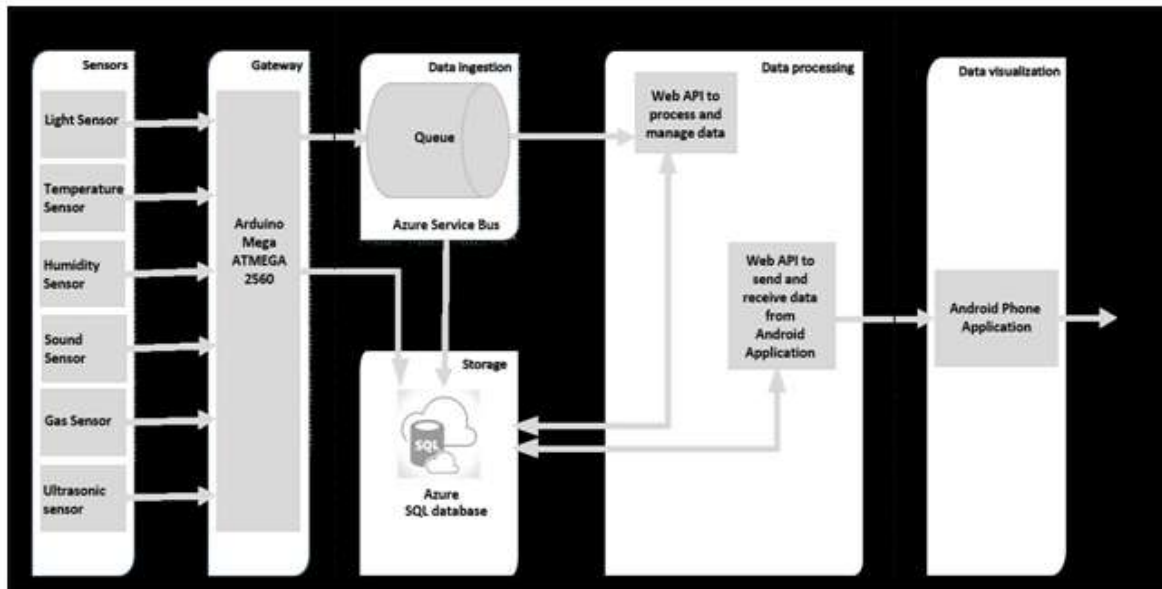 Sensors
Light Sensor
Temperature
Sensor
Humidity
Sensor
Sound
Sensor
Gas Sensor
Ultrasonic
sensor
Gateway
Arduino
Mega
ATMEGA
2560
Data ingestion
Queue
Azure Service Bus
Storage
SQL
Azure
SQL database
Data processing
Web API to
process and
manage data
Web API to
send and
receive data
from
Android
Application
Data visualization
Android Phone
Application